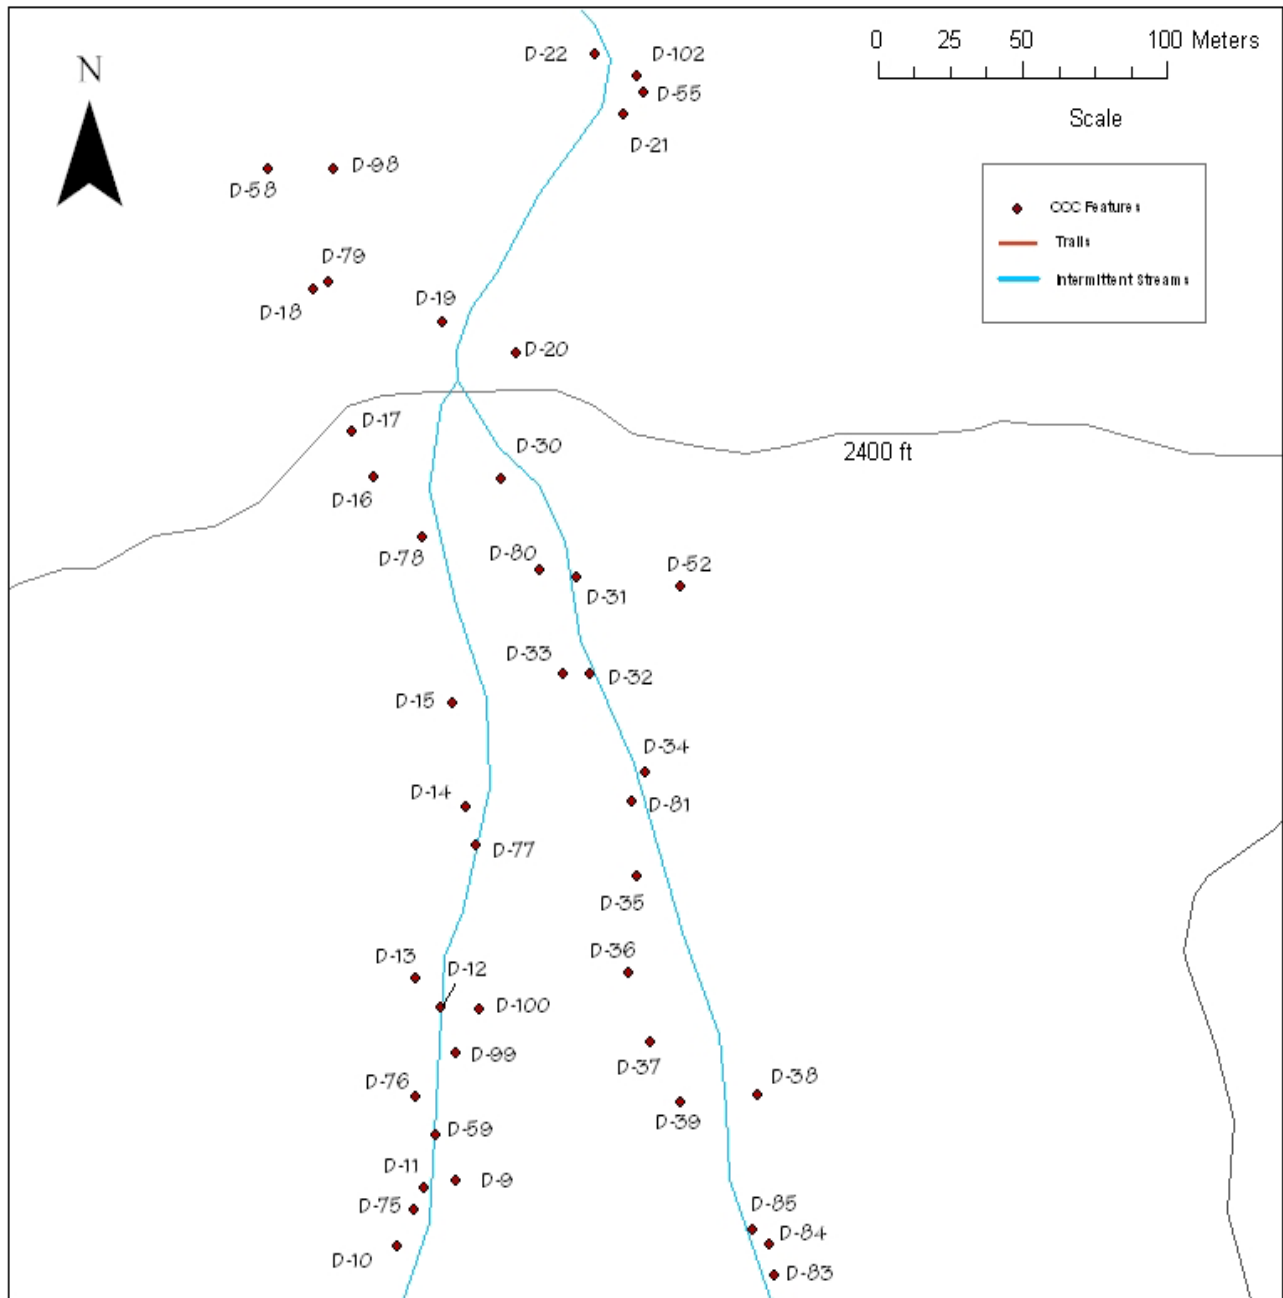 D-22
D-102
0 25 50 100 Meters
N
D-55
D-21
Scale
D-58
D-98
CCC Features
Trails
Intermittent Streams
D-79
D-18
D-19
D-20
D-17
D-30
2400 ft
D-16
D-78
D-80
D-52
D-31
D-33
D-32
D-15
D-34
D-14
D-81
D-77
D-35
D-13
D-12
D-36
D-100
D-99
D-37
D-76
D-38
D-39
D-59
D-11
D-9
D-75
D-85
D-84
D-10
D-83